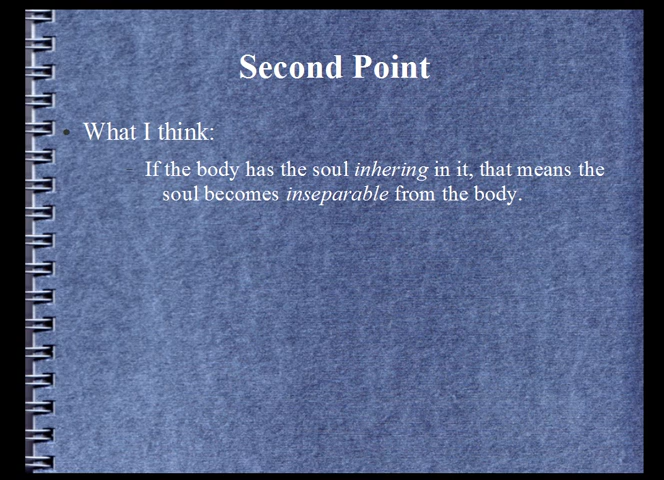 Second Point
• What I think:
If the body has the soul inhering in it, that means the
soul becomes inseparable from the body.